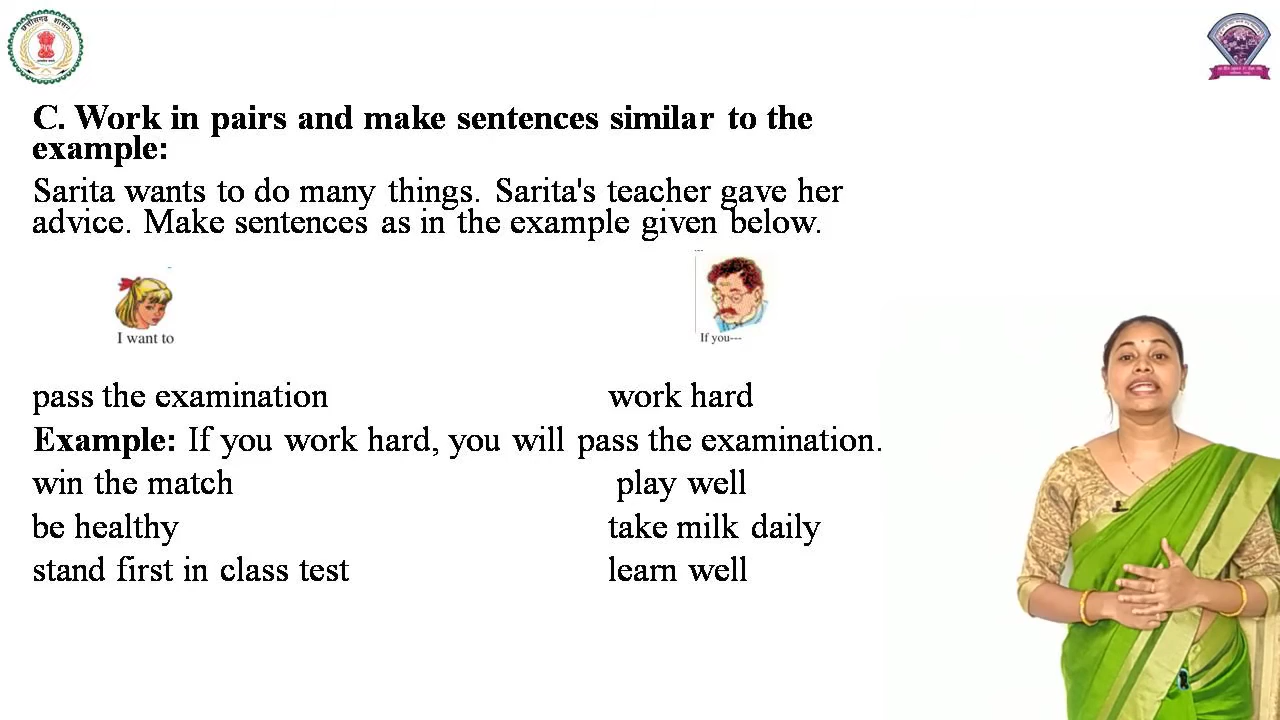 छत्तीसगढ़ शासन
C. Work in pairs and make sentences similar to the
example:
Sarita wants to do many things. Sarita's teacher gave her
advice. Make sentences as in the example given below.
I want to
If you---
pass the examination work hard
Example: If you work hard, you will pass the examination.
win the match play well
be healthy take milk daily
stand first in class test learn well